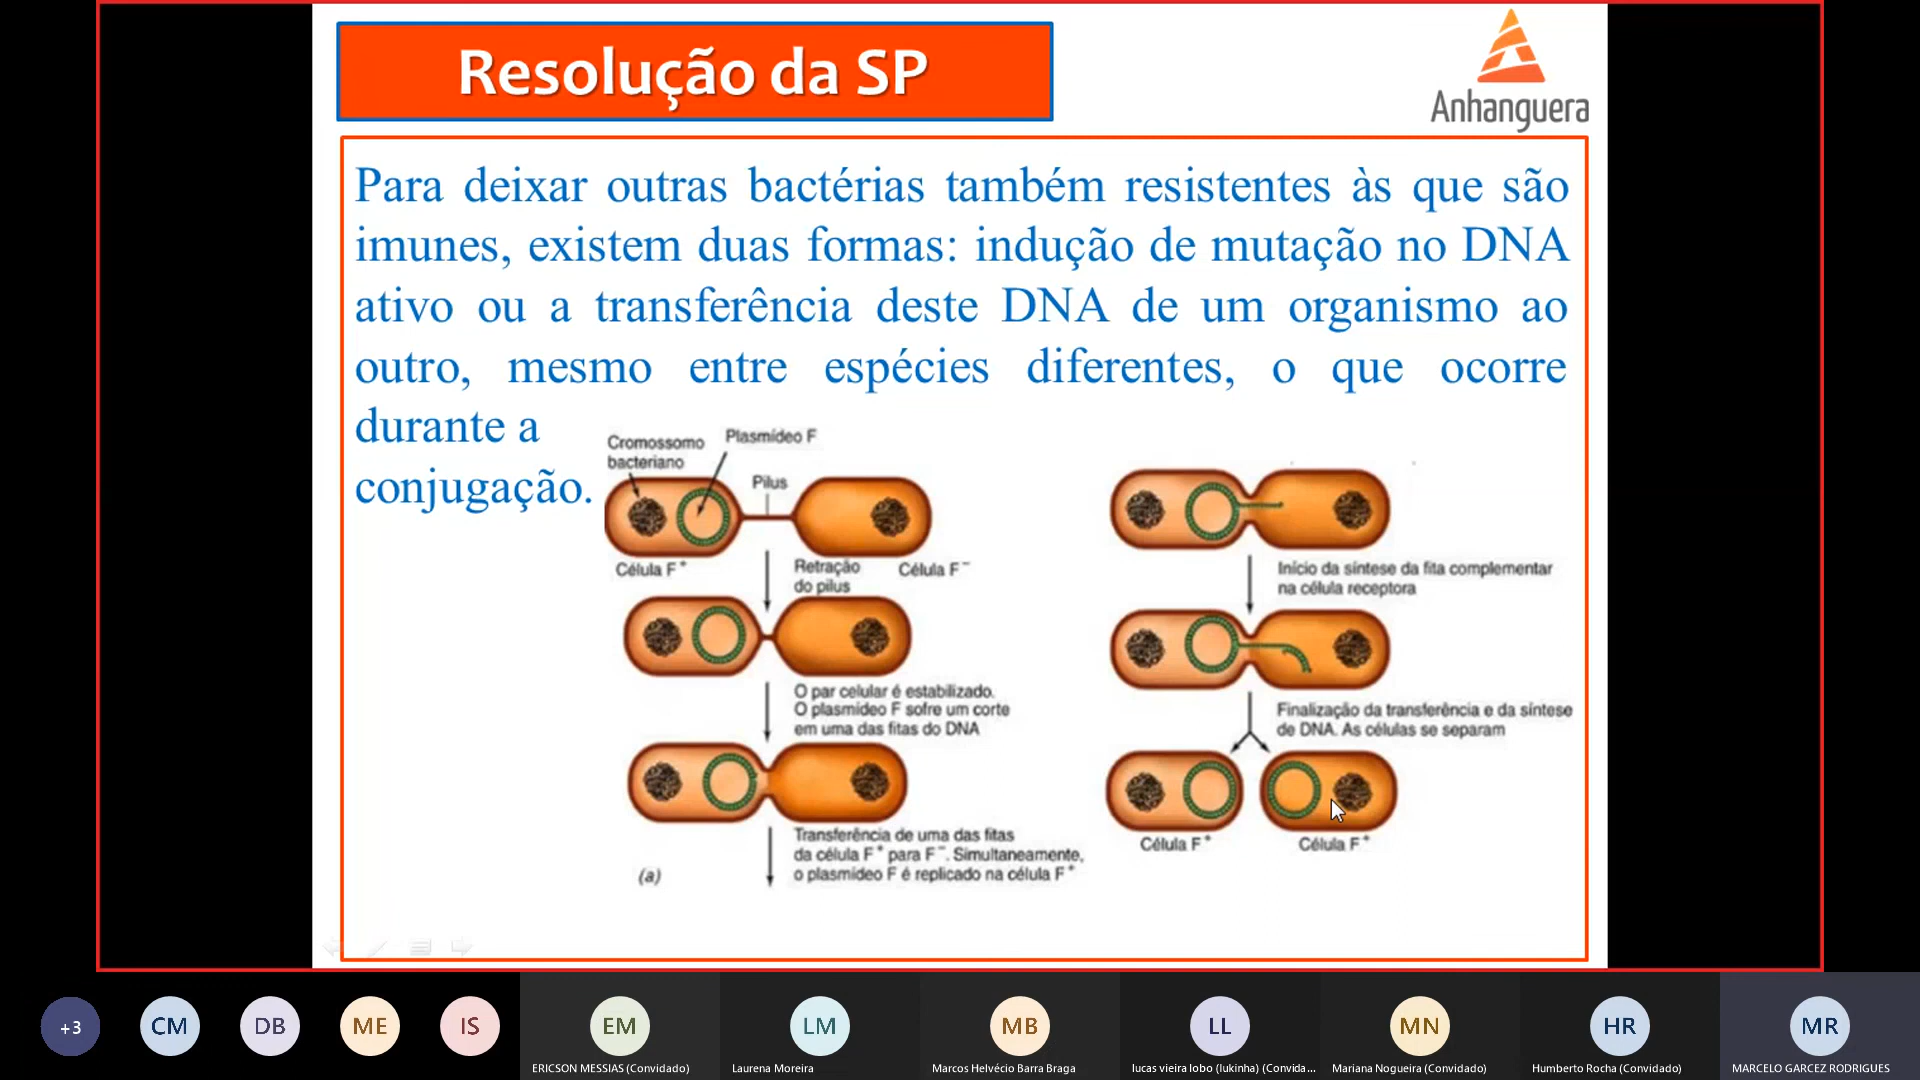 Resolução da SP
Anhanguera
Para deixar outras bactérias também resistentes às que são
imunes, existem duas formas: indução de mutação no DNA
ativo ou a transferência deste DNA de um organismo ao
outro, mesmo entre espécies diferentes, o que ocorre
durante a
conjugação.
Cromossomo
bacteriano
Plasmídeo F
Pilus
Célula F⁺
Retração
do pilus
Célula F⁻
O par celular é estabilizado.
O plasmídeo F sofre um corte
em uma das fitas do DNA
Transferência de uma das fitas
da célula F⁺ para F⁻. Simultaneamente,
o plasmídeo F é replicado na célula F⁺
(a)
Início da síntese da fita complementar
na célula receptora
Finalização da transferência e da síntese
de DNA. As células se separam
Célula F⁺
Célula F⁺
+3
CM
DB
ME
IS
EM
LM
MB
LL
MN
HR
MR
ERICSON MESSIAS (Convidado)
Laurena Moreira
Marcos Helvécio Barra Braga
lucas vieira lobo (lukinha) (Convida...
Mariana Nogueira (Convidado)
Humberto Rocha (Convidado)
MARCELO GARCEZ RODRIGUES